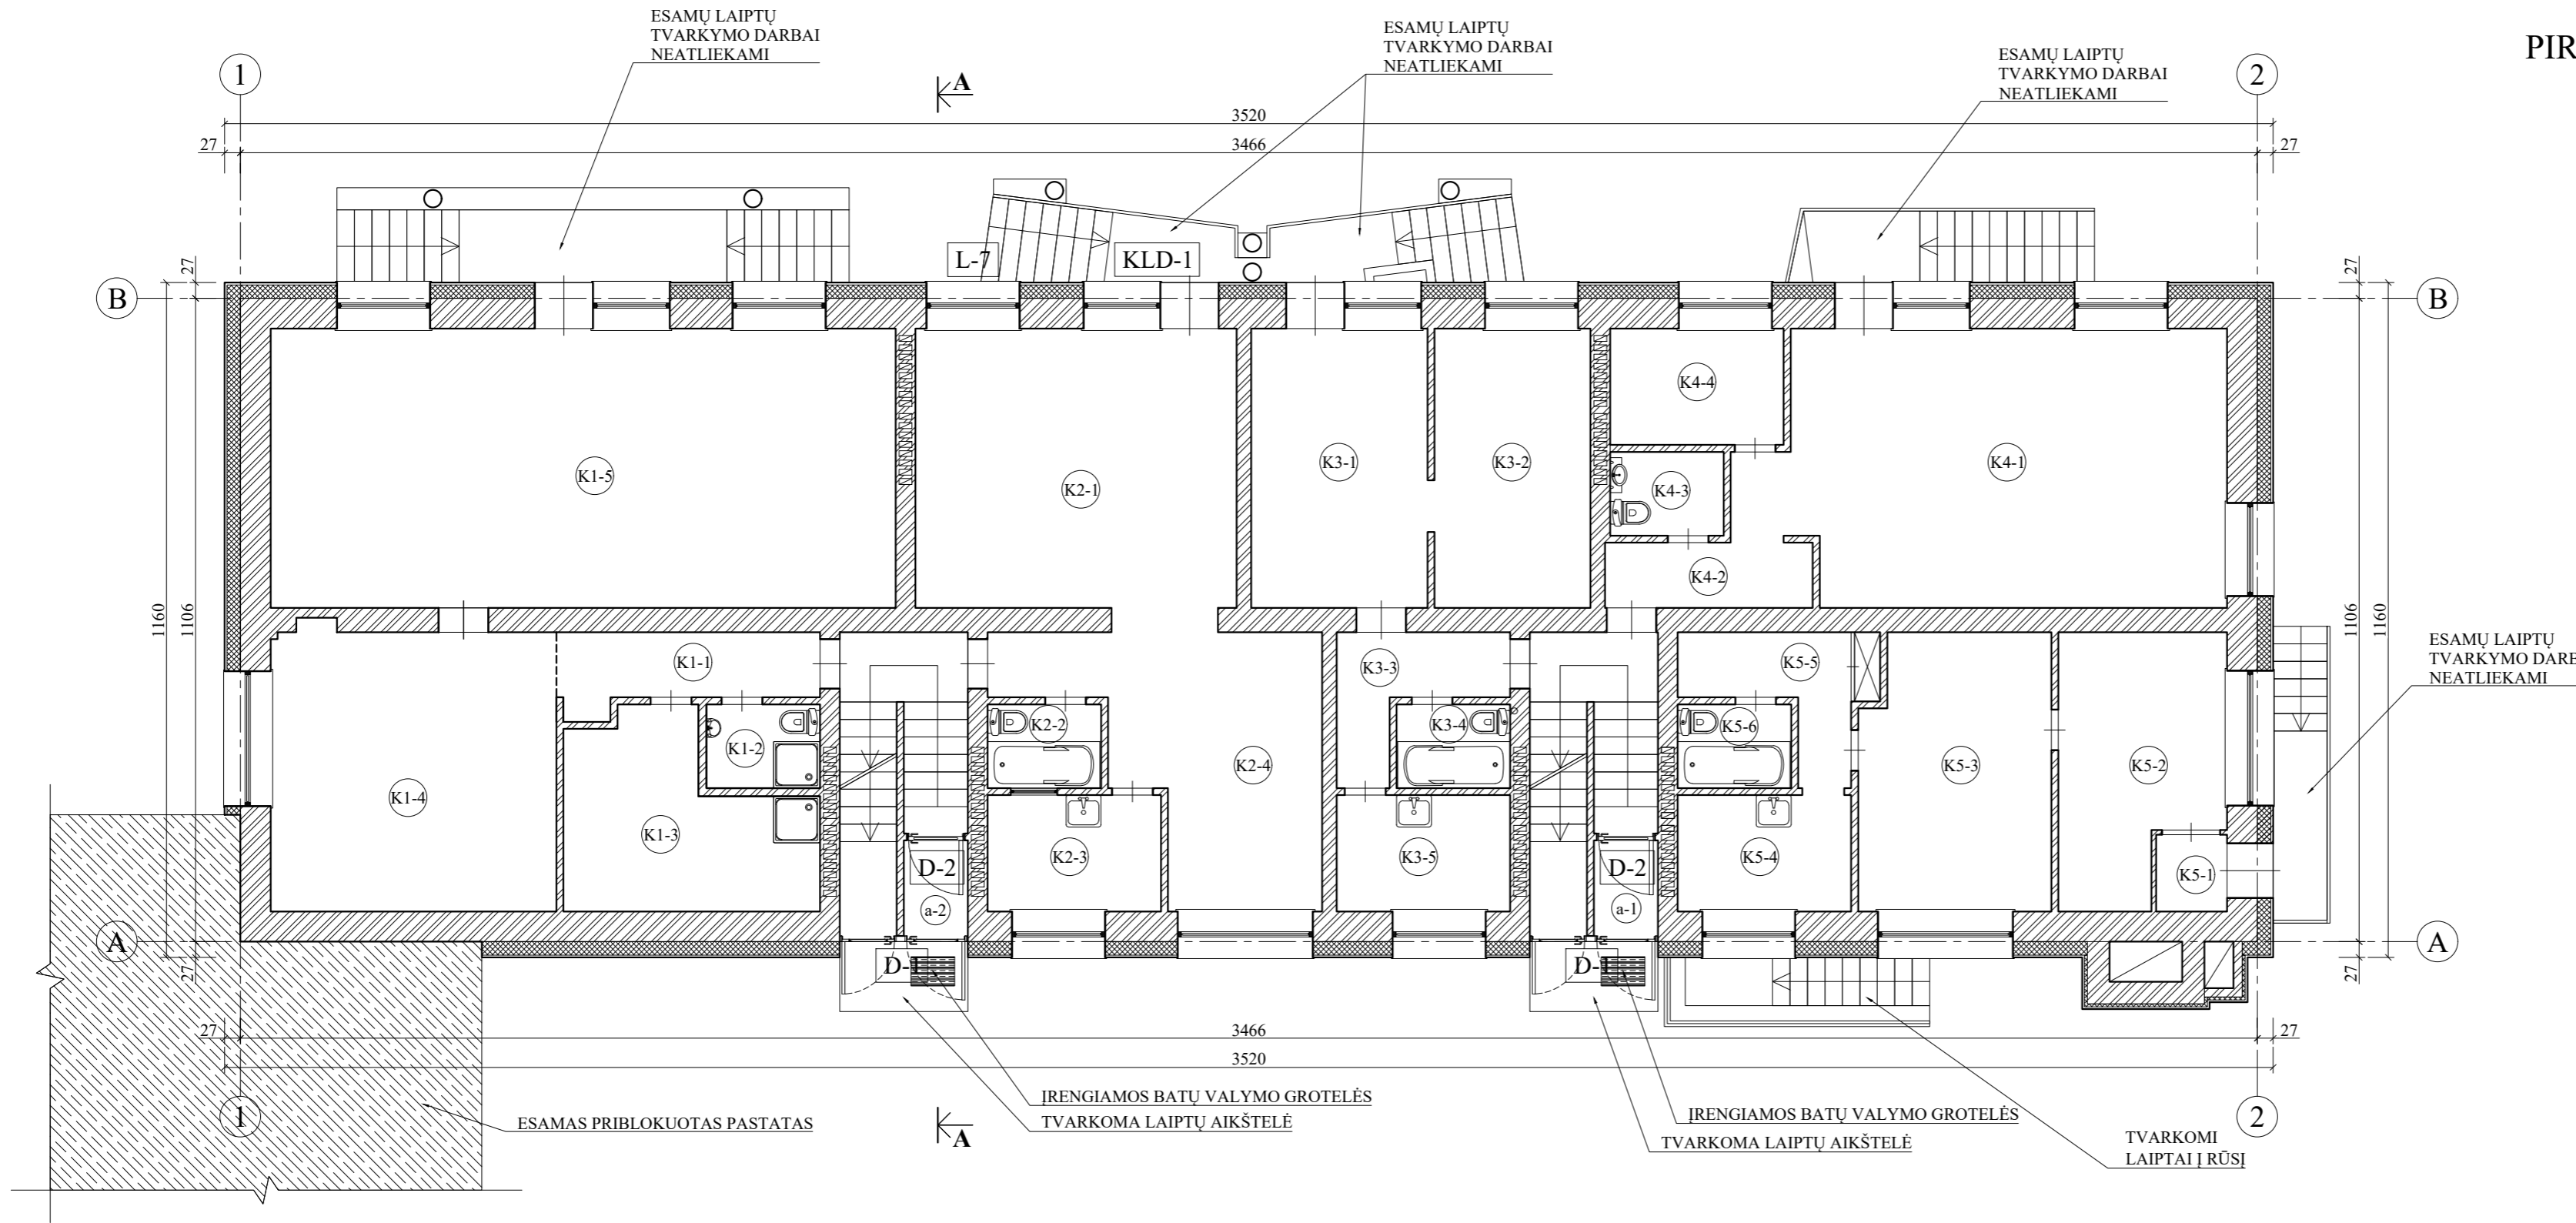 ESAMŲ LAIPTŲ
TVARKYMO DARBAI
NEATLIEKAMI
ESAMŲ LAIPTŲ
TVARKYMO DARBAI
NEATLIEKAMI
ESAMŲ LAIPTŲ
TVARKYMO DARBAI
NEATLIEKAMI
PIR
1
A
2
3520
27
3466
27
L-7
KLD-1
B
27
27
B
K4-4
K1-5
K2-1
K3-1
K3-2
K4-3
K4-1
K4-2
1160
1106
1106
1160
K1-1
K3-3
K5-5
ESAMŲ LAIPTŲ
TVARKYMO DARB
NEATLIEKAMI
K1-2
K2-2
K3-4
K5-6
K1-4
K2-4
K5-3
K5-2
K1-3
K2-3
D-2
K3-5
D-2
K5-4
K5-1
a-2
a-1
A
A
D-1
D-1
27
27
27
3466
27
3520
1
ESAMAS PRIBLOKUOTAS PASTATAS
A
ĮRENGIAMOS BATŲ VALYMO GROTELĖS
TVARKOMA LAIPTŲ AIKŠTELĖ
ĮRENGIAMOS BATŲ VALYMO GROTELĖS
TVARKOMA LAIPTŲ AIKŠTELĖ
TVARKOMI
LAIPTAI Į RŪSĮ
2